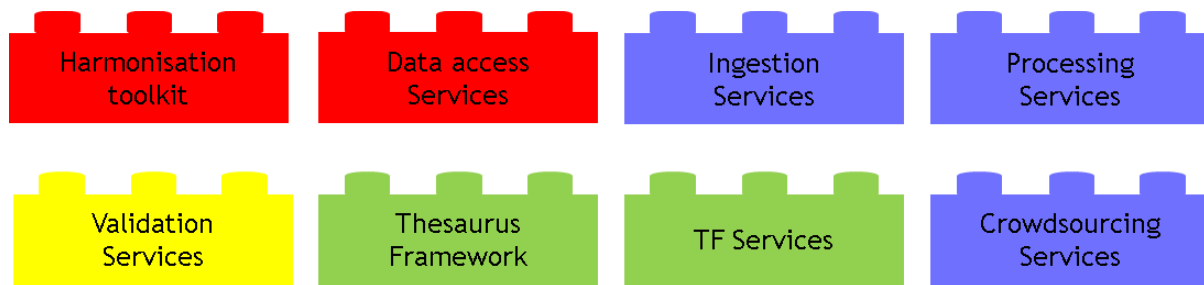 Harmonisation
toolkit
Data access
Services
Ingestion
Services
Processing
Services
Validation
Services
Thesaurus
Framework
TF Services
Crowdsourcing
Services